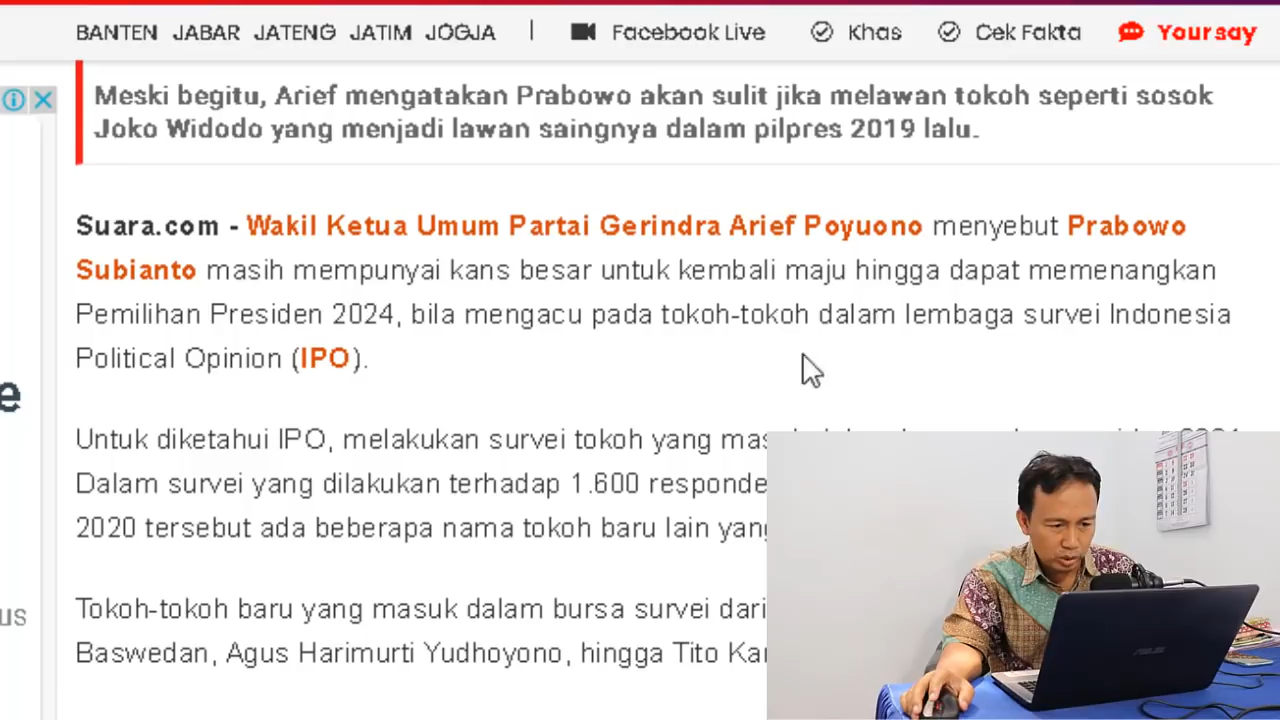 BANTEN JABAR JATENG JATIM JOGJA | Facebook Live Khas Cek Fakta Yoursay
Meski begitu, Arief mengatakan Prabowo akan sulit jika melawan tokoh seperti sosok
Joko Widodo yang menjadi lawan saingnya dalam pilpres 2019 lalu.
Suara.com - Wakil Ketua Umum Partai Gerindra Arief Poyuono menyebut Prabowo
Subianto masih mempunyai kans besar untuk kembali maju hingga dapat memenangkan
Pemilihan Presiden 2024, bila mengacu pada tokoh-tokoh dalam lembaga survei Indonesia
Political Opinion (IPO).
Untuk diketahui IPO, melakukan survei tokoh yang
Dalam survei yang dilakukan terhadap 1.600
2020 tersebut ada beberapa nama tokoh baru lain
Tokoh-tokoh baru yang masuk dalam bursa survei dari
Baswedan, Agus Harimurti Yudhoyono, hingga Tito
ASUS